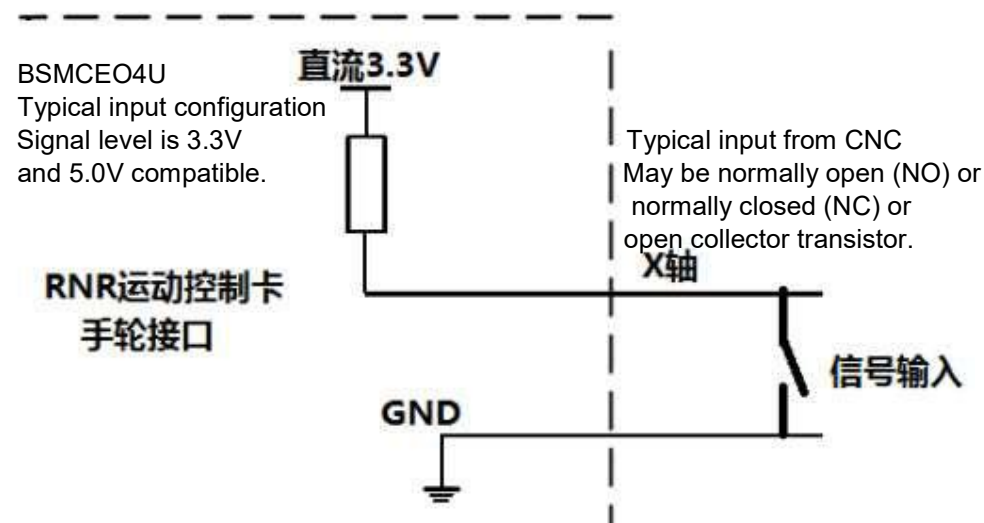 直流3.3V
BSMCEO4U
Typical input configuration
Signal level is 3.3V
and 5.0V compatible.
Typical input from CNC
May be normally open (NO) or
normally closed (NC) or
open collector transistor.
X轴
RNR运动控制卡
手轮接口
信号输入
GND